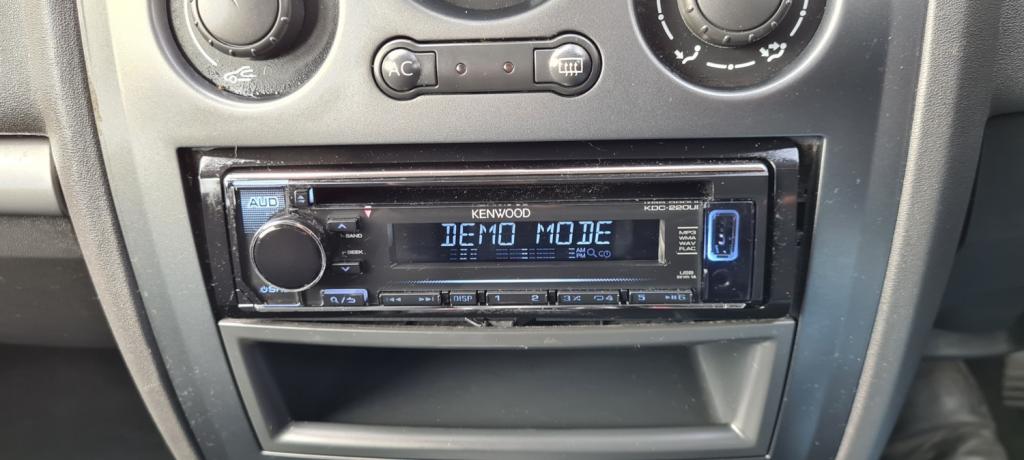 AC
AUD
KENWOOD
KDC-220UI
BAND
SEEK
DEMO MODE
AM
PM
MP3
WMA
WAV
FLAC
USB
DISP
1
2
3
4
5
6